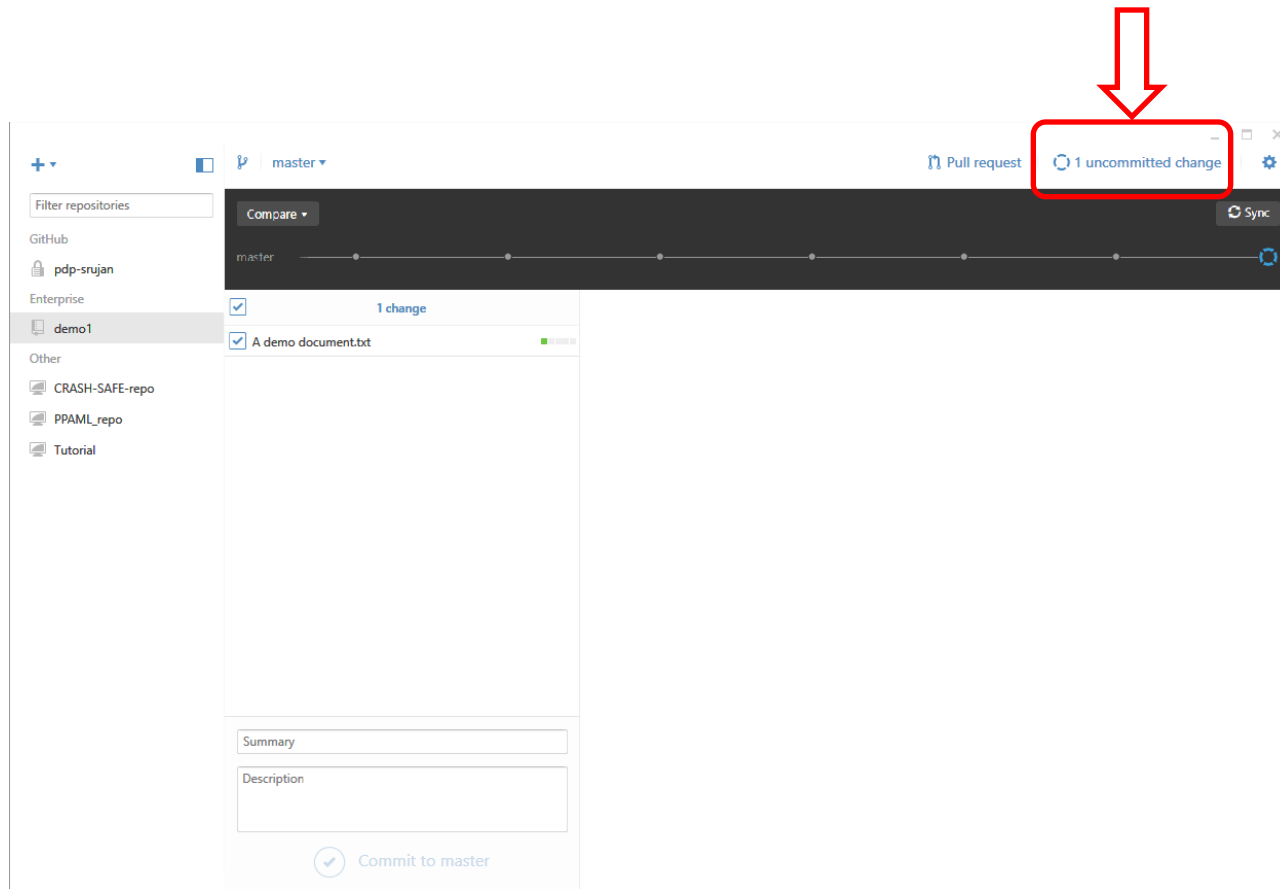 master
Pull request
1 uncommitted change
Filter repositories
Compare
Sync
GitHub
master
pdp-srujan
Enterprise
1 change
demo1
A demo document.txt
Other
CRASH-SAFE-repo
PPAML_repo
Tutorial
Summary
Description
Commit to master